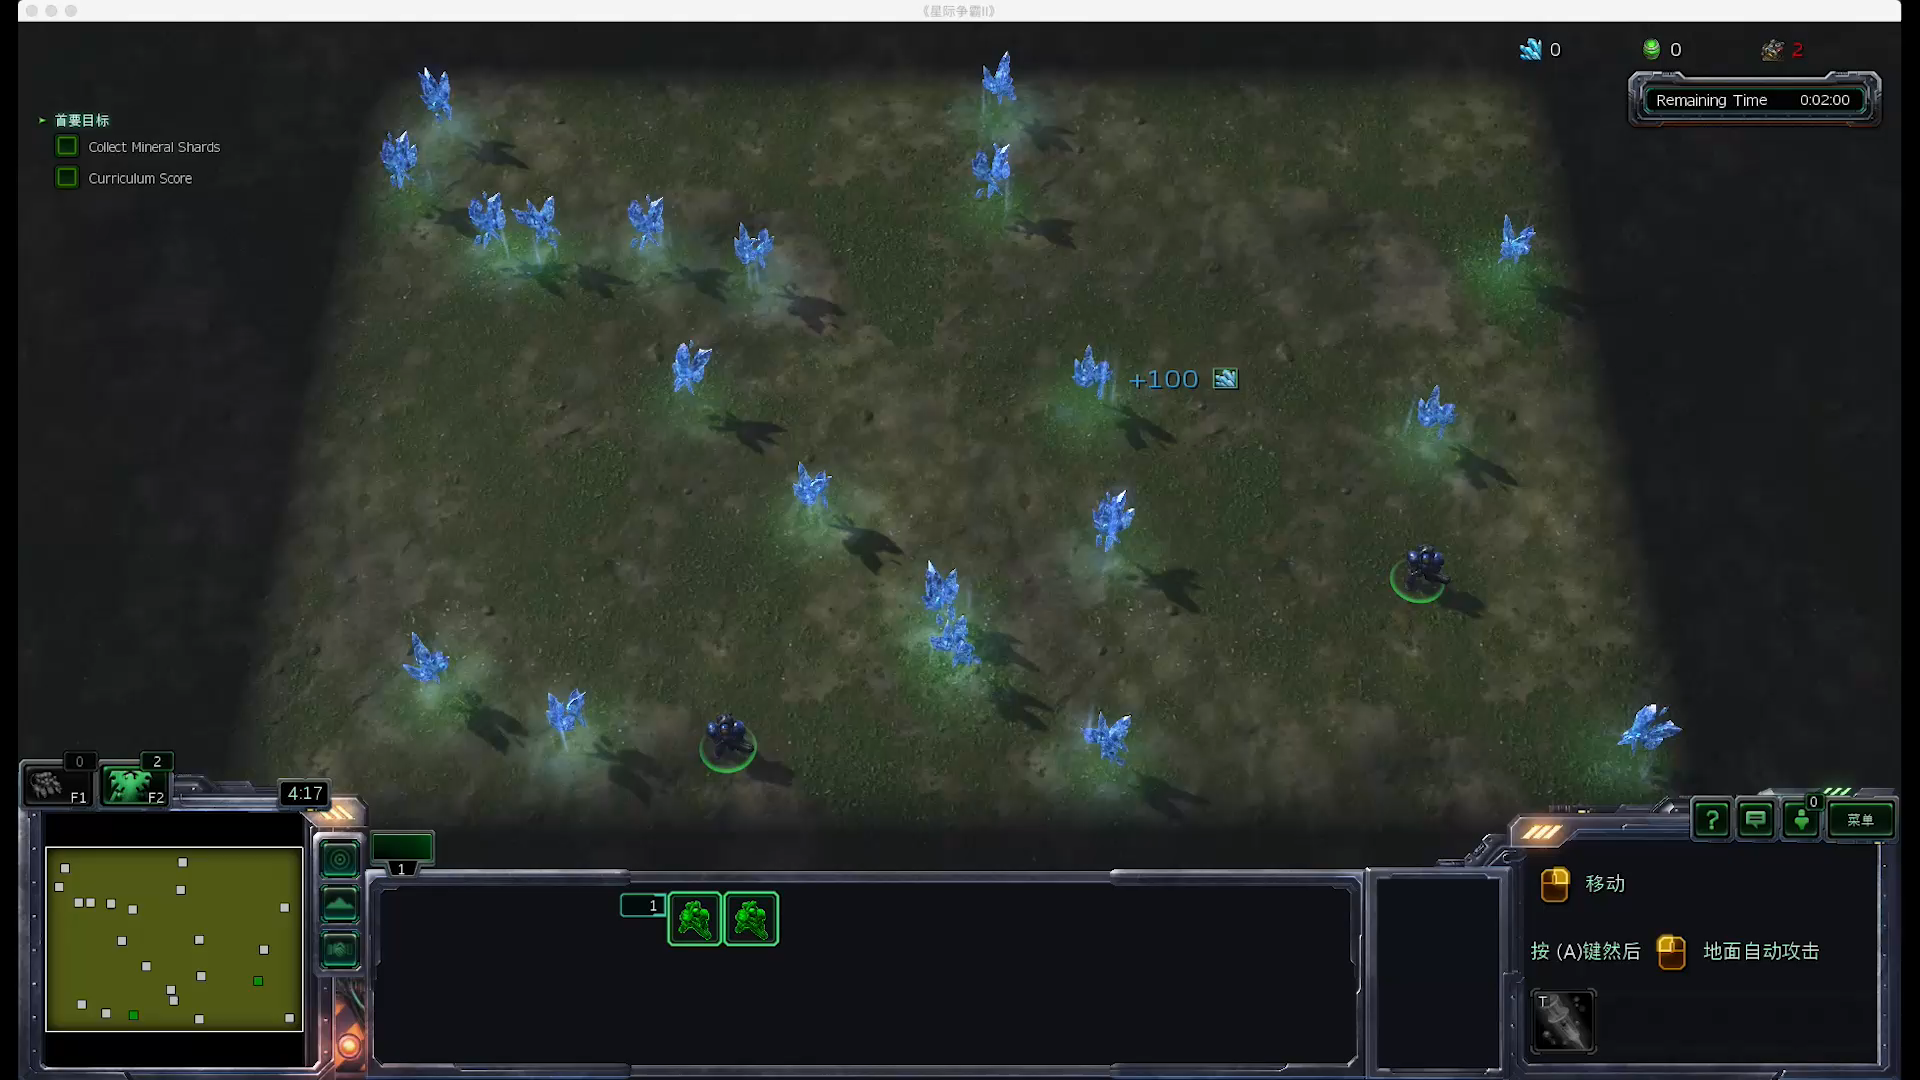 《星际争霸II》
0
0
2
Remaining Time 0:02:00
首要目标
Collect Mineral Shards
Curriculum Score
+100
0
F1
2
F2
4:17
1
1
?
0
菜单
移动
按 (A)键然后 地面自动攻击
T